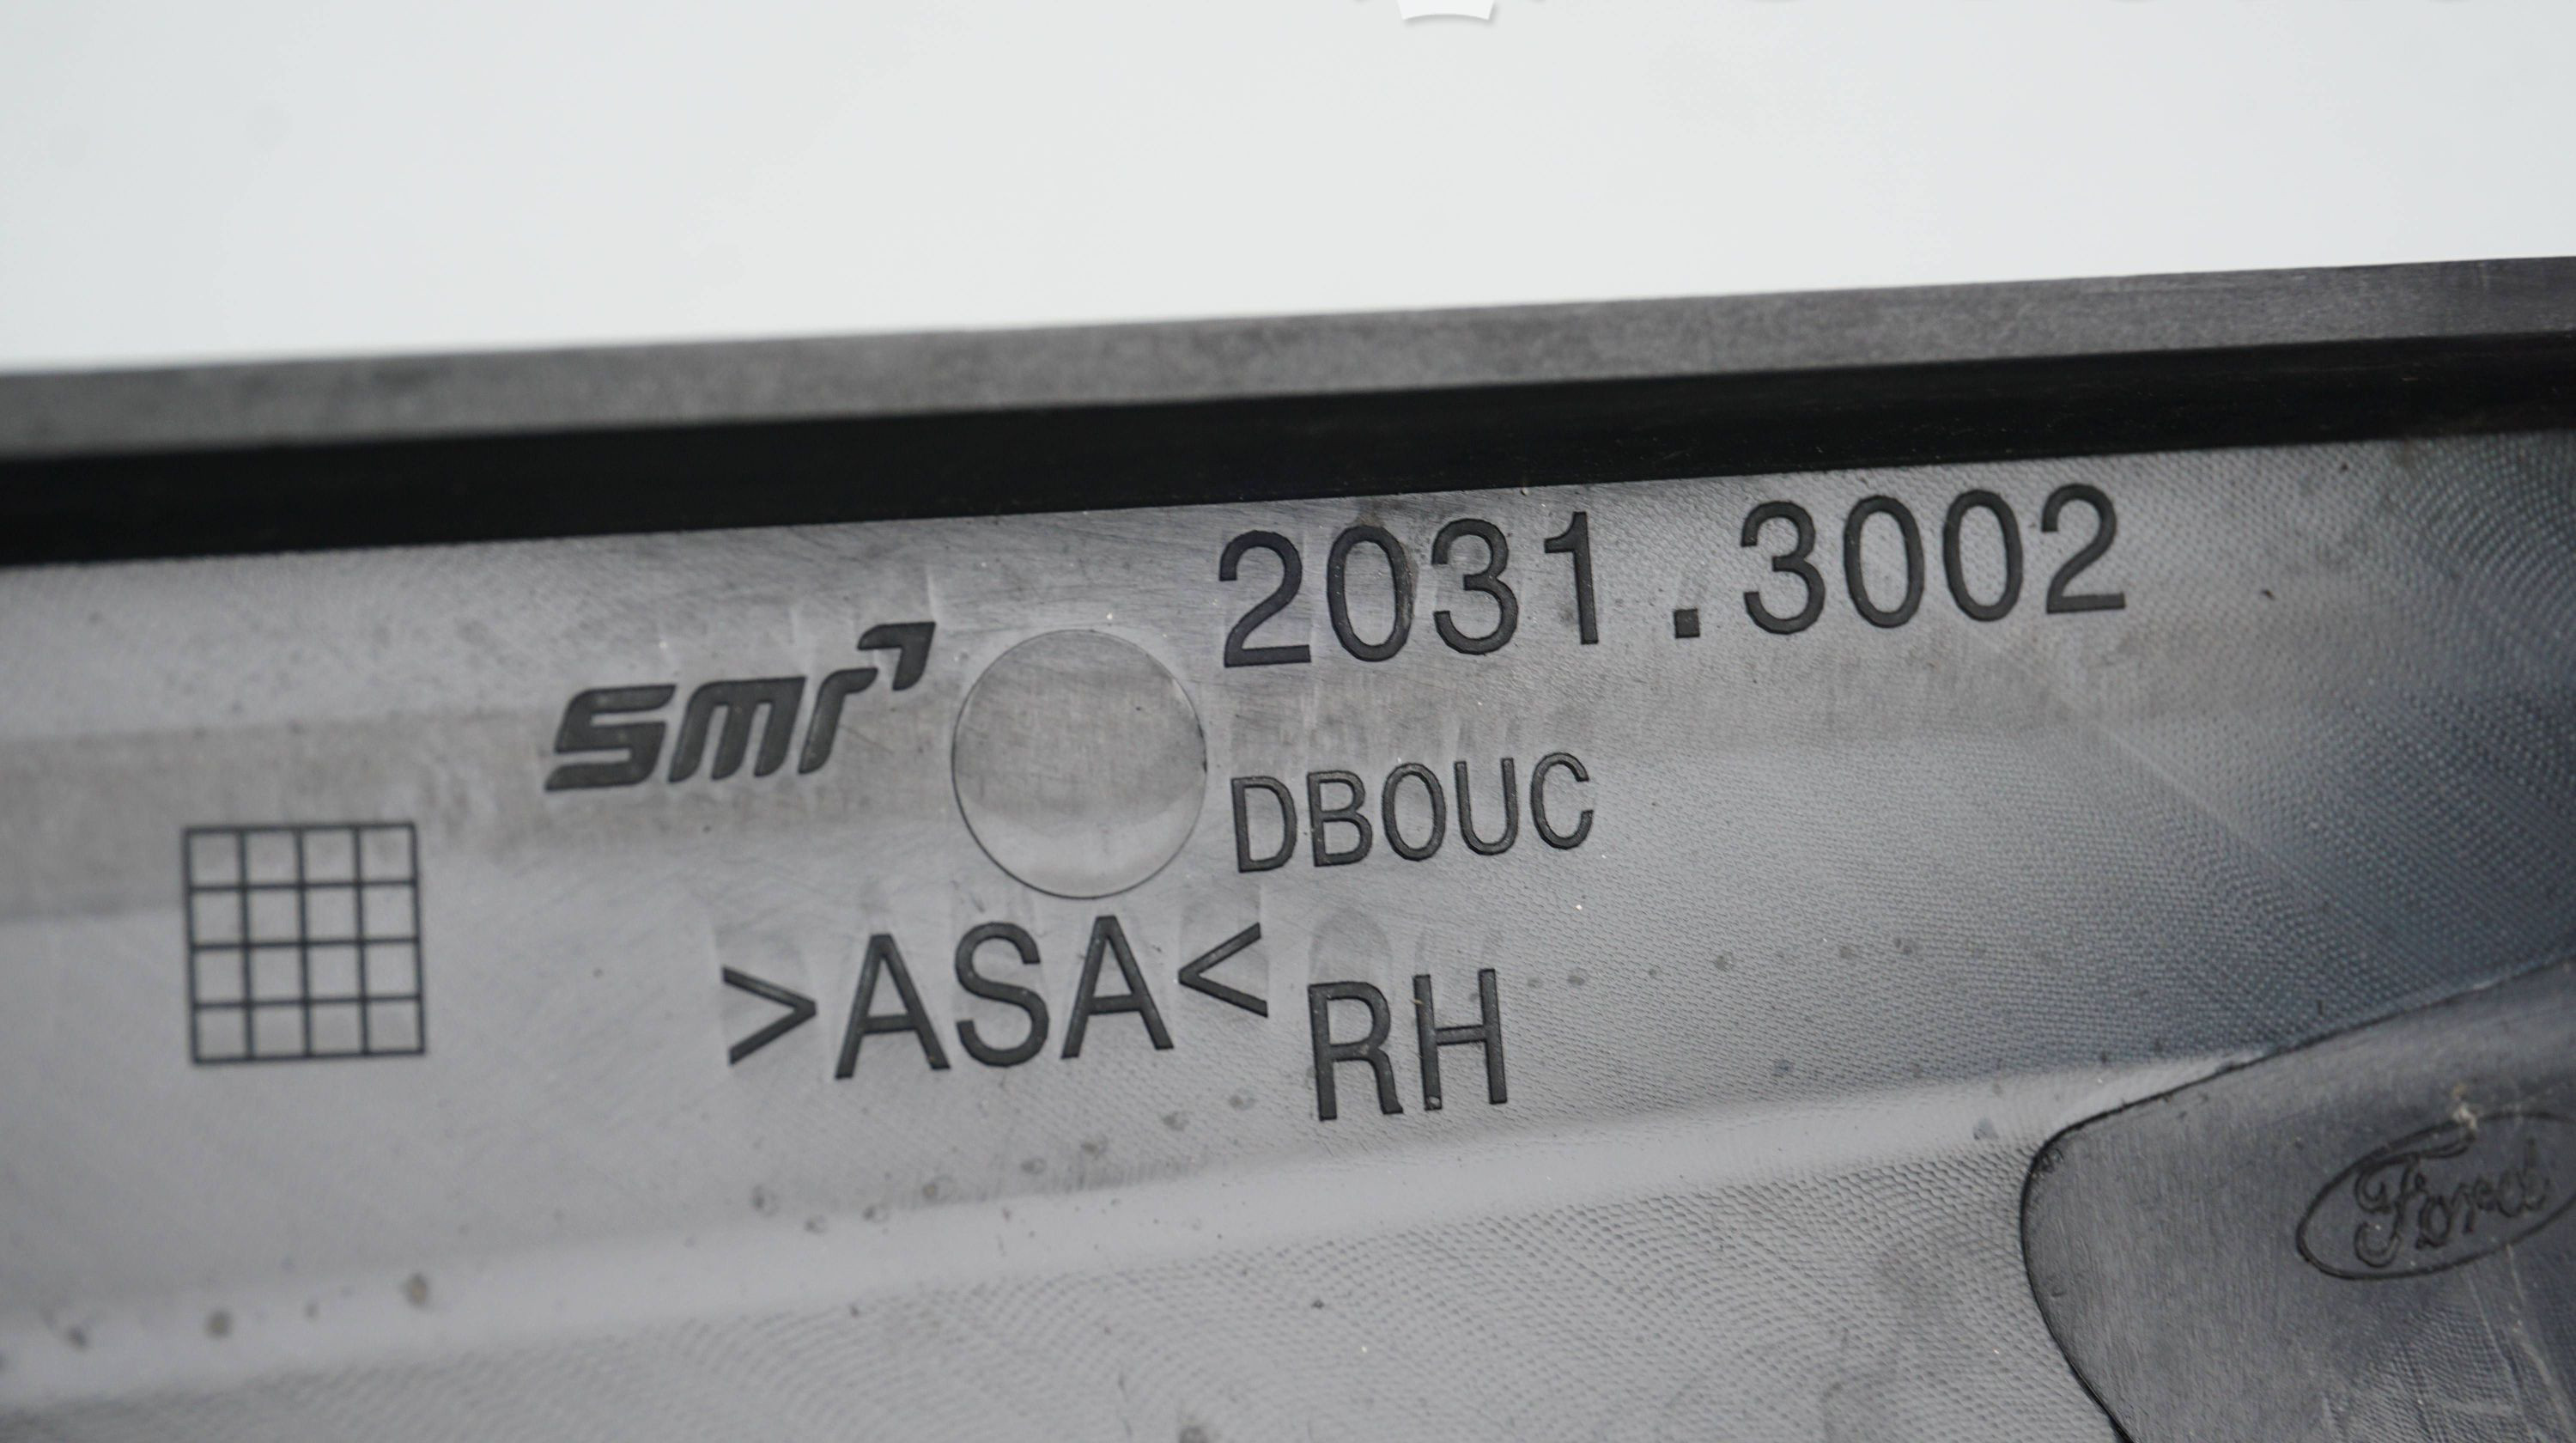 2031.3002
smr
DBOUC
>ASA<
RH
Ford